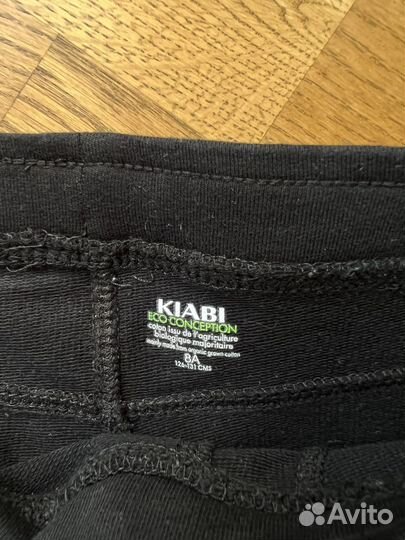 KIABI
ECO CONCEPTION
coton issu de l'agriculture
biologique majoritaire
mainly made from organic grown cotton
8A
126-131 CMS
Avito